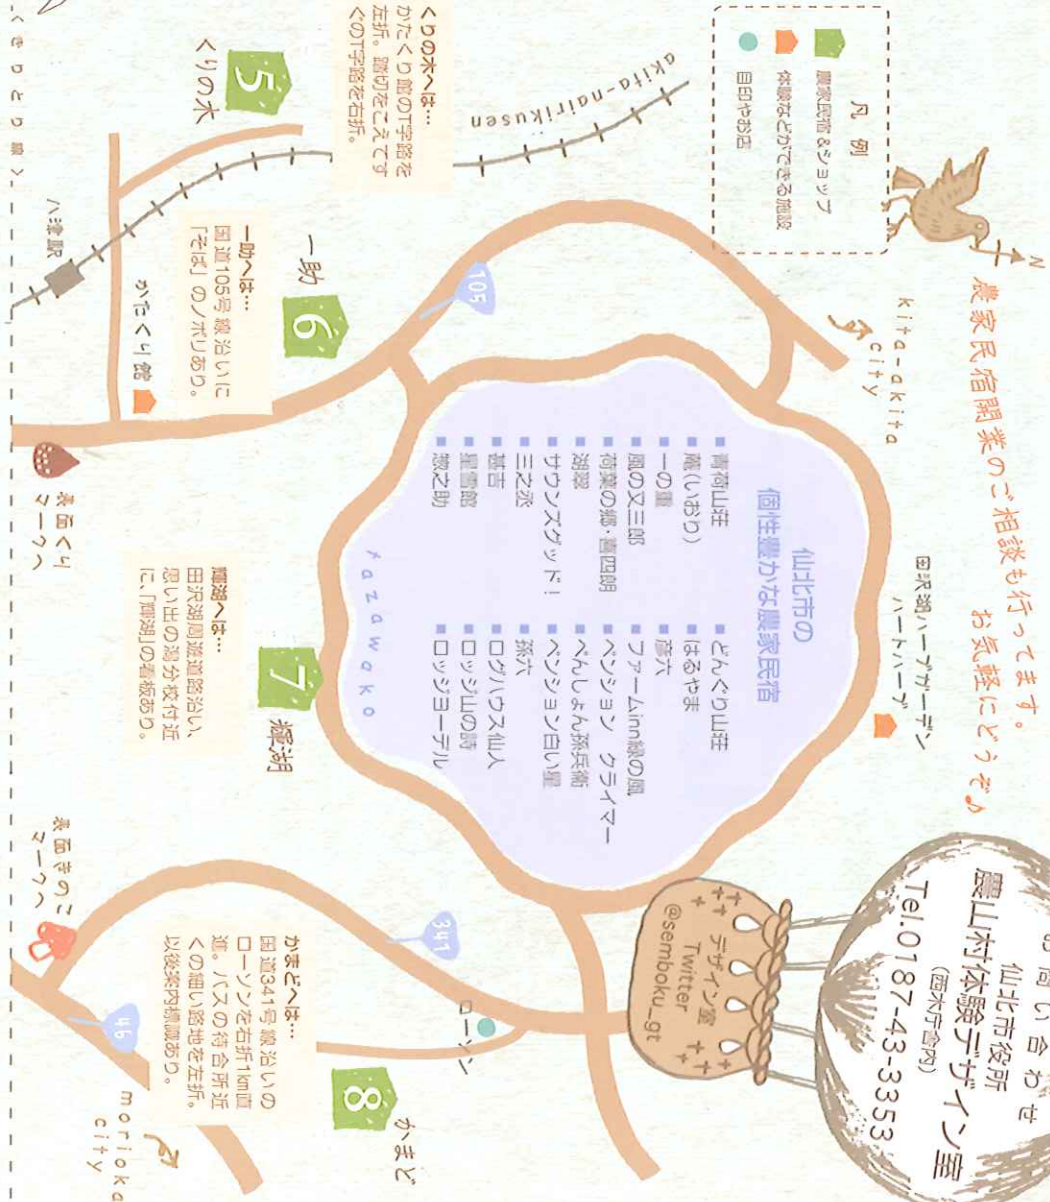 農家民宿開業のご相談も行ってます。
お気軽にどうぞ♪
お問い合わせ
仙北市役所
農山村体験デザイン室
(西木庁舎内)
Tel.0187-43-3353
デザイン室
Twitter
@semboku_gt
N
凡例
農家民宿&ショップ
体験などができる施設
目印やお店
kita-akita
city
田沢湖ハーブガーデン
ハートハーブ
akita-nairikusen
仙北市の
個性豊かな農家民宿
青荷山荘
蔵(いおり)
一の重
風の又三郎
荷葉の郷・喜四朗
湖翠
サウンズグッド!
三之丞
甚吉
星雪館
惣之助
どんぐり山荘
はるやま
彦六
ファームinn緑の風
ペンション クライマー
ぺんしょん孫兵衛
ペンション白い星
孫六
ログハウス仙人
ロッジ山の詩
ロッジヨーデル
tazawako
くりの木へは…
かたくり館のT字路を
左折。踏切をこえてす
ぐのT字路を右折。
5
くりの木
105
6
一助
一助へは…
国道105号線沿いに
「そば」のノボリあり。
八津駅
かたくり館
表面くり
マークへ
7
輝湖
輝湖へは…
田沢湖周遊道路沿い、
思い出の潟分校付近
に、「輝湖」の看板あり。
341
ローソン
8
かまど
かまどへは…
国道341号線沿いの
ローソンを右折1km直
進。バスの待合所近
くの細い路地を左折。
以後案内標識あり。
表面きのこ
マークへ
46
morioka
city
くきりとり線>